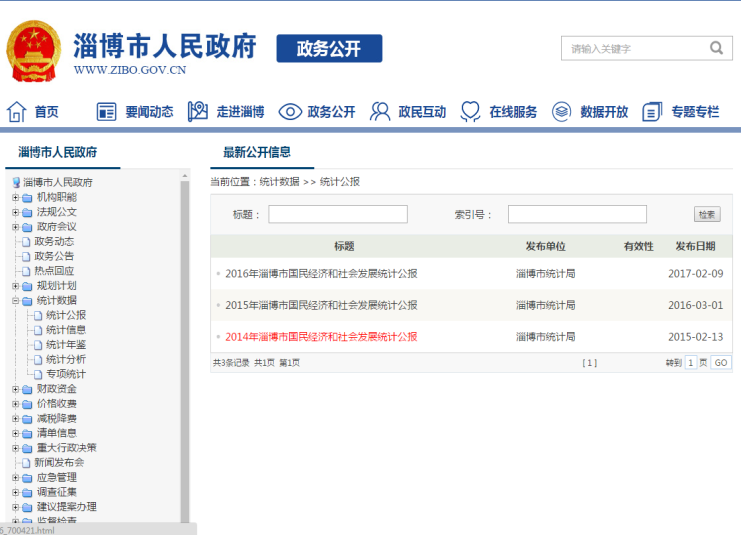 淄博市人民政府 政务公开
WWW.ZIBO.GOV.CN
请输入关键字
首页 要闻动态 走进淄博 政务公开 政民互动 在线服务 数据开放 专题专栏
淄博市人民政府
淄博市人民政府
机构职能
法规公文
政府会议
政务动态
政务公告
热点回应
规划计划
统计数据
统计公报
统计信息
统计年鉴
统计分析
专项统计
财政资金
价格收费
减税降费
清单信息
重大行政决策
新闻发布会
应急管理
调查征集
建议提案办理
监督检查
6_700421.html
最新公开信息
当前位置：统计数据 >> 统计公报
标题： 索引号： 检索
标题 发布单位 有效性 发布日期
2016年淄博市国民经济和社会发展统计公报 淄博市统计局 2017-02-09
2015年淄博市国民经济和社会发展统计公报 淄博市统计局 2016-03-01
2014年淄博市国民经济和社会发展统计公报 淄博市统计局 2015-02-13
共3条记录 共1页 第1页 [ 1 ] 转到 1 页 GO